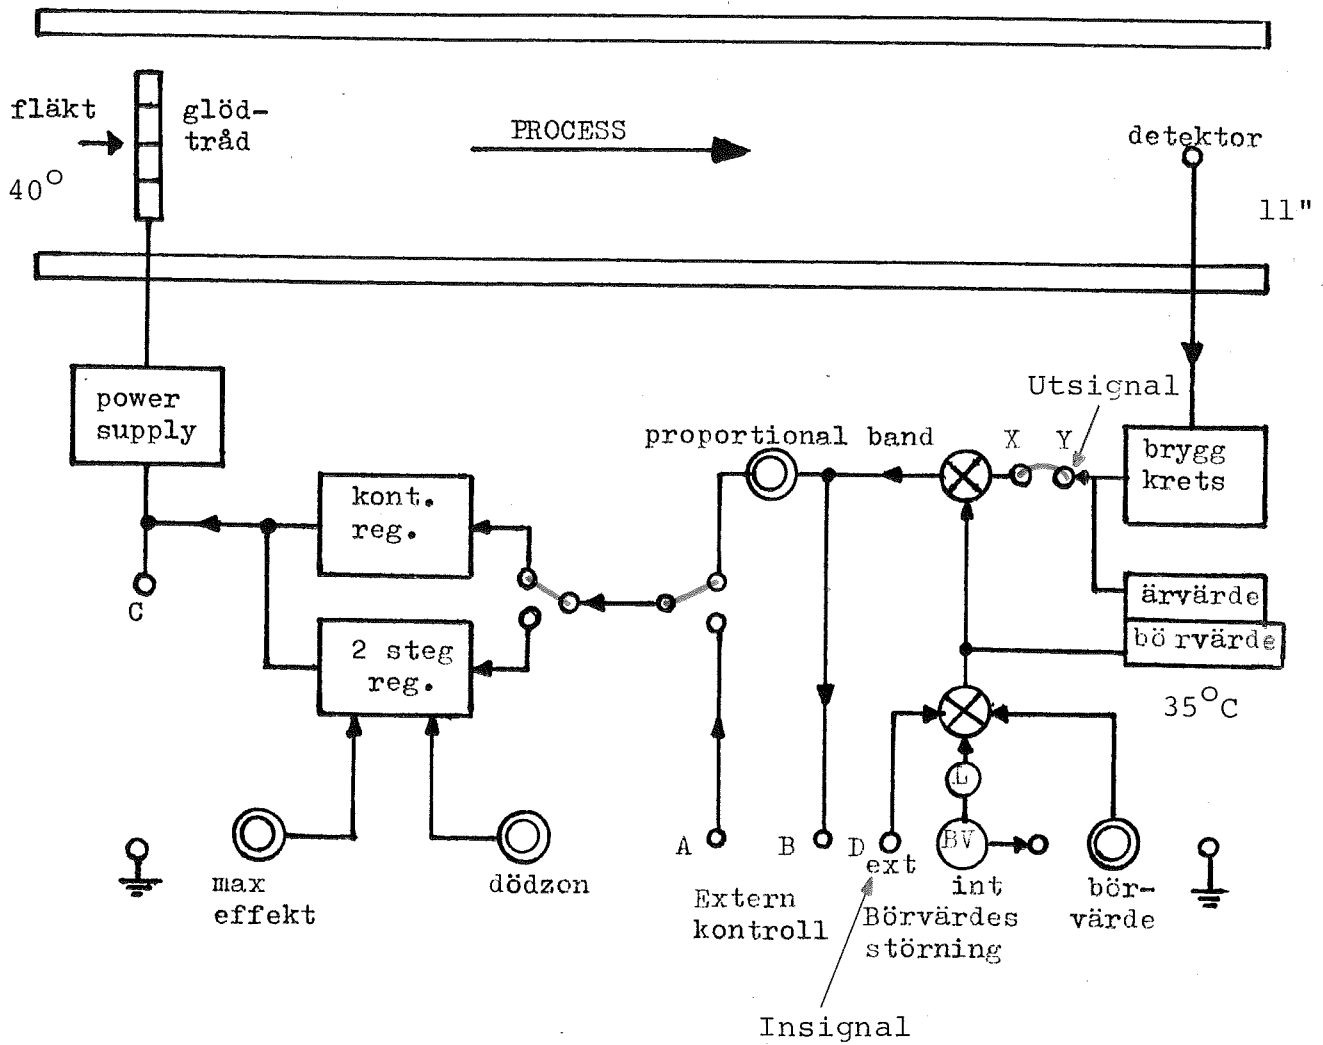 fläkt
glöd-
tråd
40°
PROCESS
detektor
11"
power
supply
Utsignal
proportional band
X
Y
brygg
krets
kont.
reg.
C
ärvärde
börvärde
2 steg
reg.
35°C
L
A
B
D
ext
BV
int
max
effekt
dödzon
Extern
kontroll
Börvärdes
störning
bör-
värde
Insignal